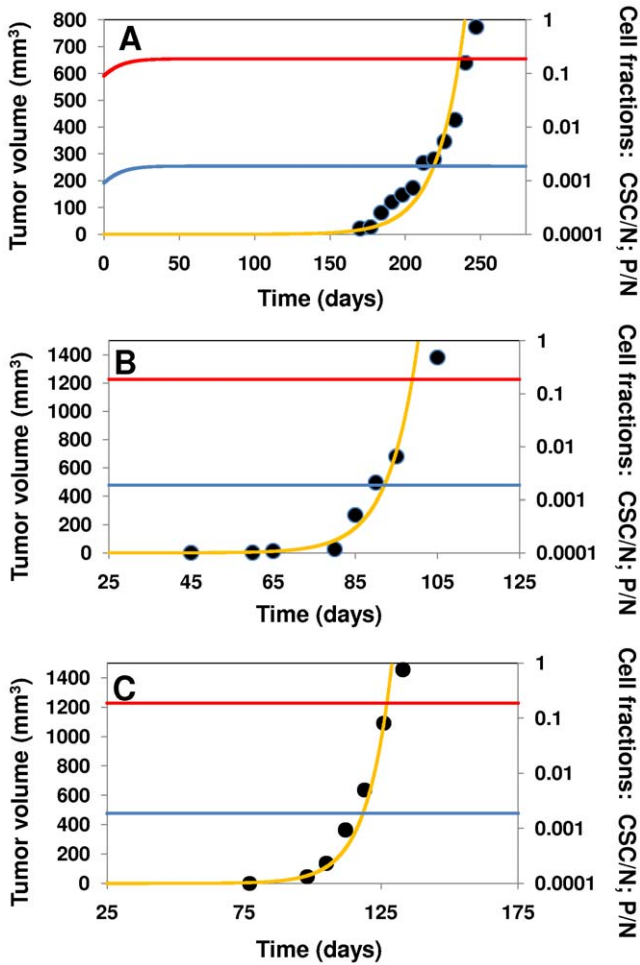 A
Tumor volume (mm³)
800
700
600
500
400
300
200
100
0
1
0.1
0.01
0.001
0.0001
Cell fractions: CSC/N; P/N
0 50 100 150 200 250
Time (days)
B
Tumor volume (mm³)
1400
1200
1000
800
600
400
200
0
1
0.1
0.01
0.001
0.0001
Cell fractions: CSC/N; P/N
25 45 65 85 105 125
Time (days)
C
Tumor volume (mm³)
1400
1200
1000
800
600
400
200
0
1
0.1
0.01
0.001
0.0001
Cell fractions: CSC/N; P/N
25 75 125 175
Time (days)